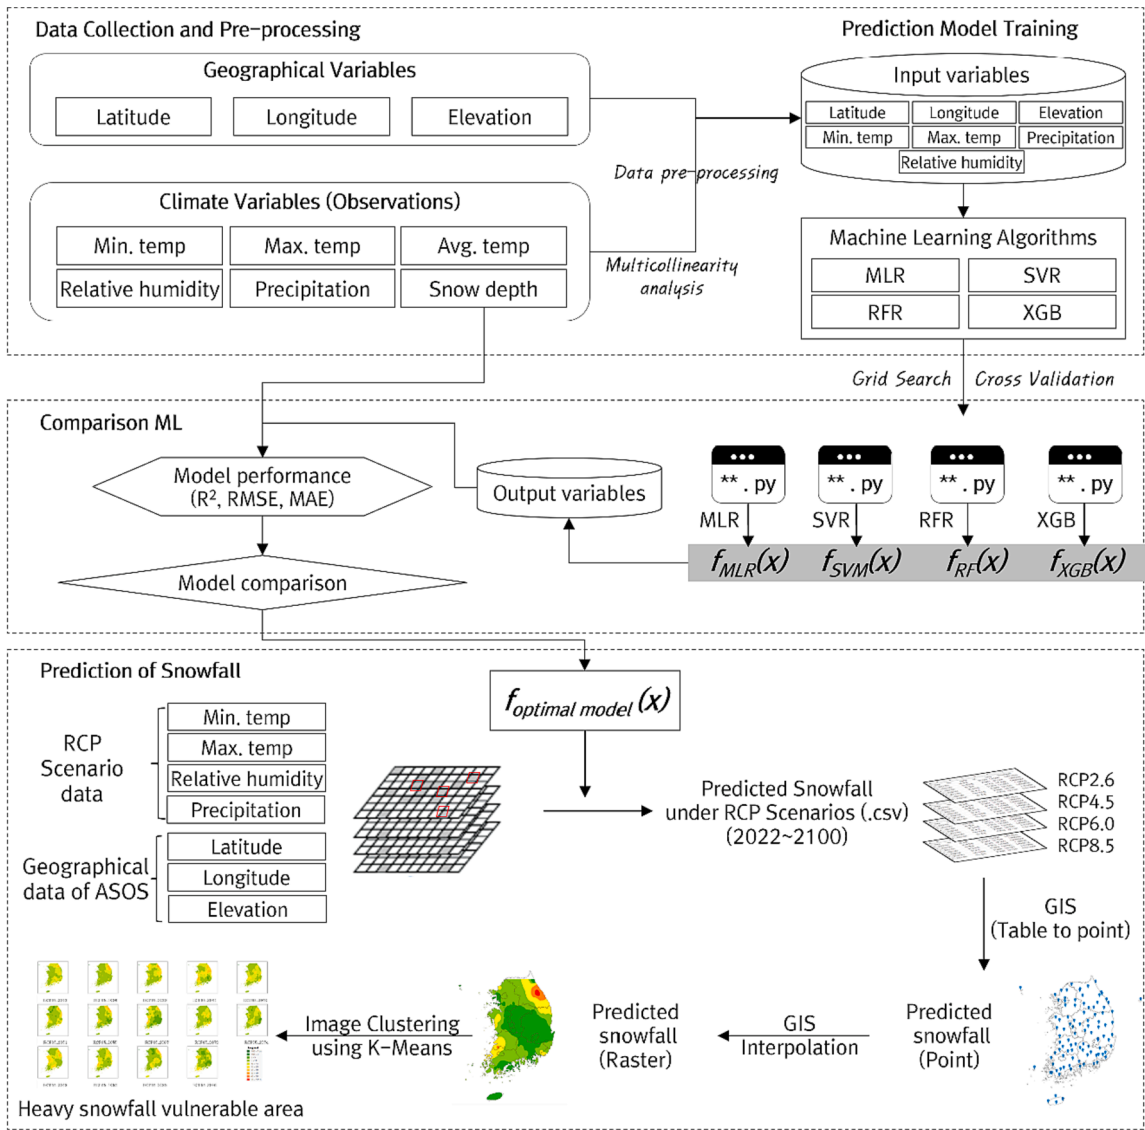 Data Collection and Pre-processing
Geographical Variables
Latitude
Longitude
Elevation
Climate Variables (Observations)
Min. temp
Max. temp
Avg. temp
Relative humidity
Precipitation
Snow depth
Data pre-processing
Multicollinearity
analysis
Prediction Model Training
Input variables
Latitude
Longitude
Elevation
Min. temp
Max. temp
Precipitation
Relative humidity
Machine Learning Algorithms
MLR
SVR
RFR
XGB
Grid Search
Cross Validation
Comparison ML
Model performance
(R², RMSE, MAE)
Model comparison
Output variables
** . py
** . py
** . py
** . py
MLR
SVR
RFR
XGB
fMLR(x)
fSVM(x)
fRF(x)
fXGB(x)
Prediction of Snowfall
foptimal model (x)
RCP
Scenario
data
Min. temp
Max. temp
Relative humidity
Precipitation
Geographical
data of ASOS
Latitude
Longitude
Elevation
Predicted Snowfall
under RCP Scenarios (.csv)
(2022~2100)
RCP2.6
RCP4.5
RCP6.0
RCP8.5
GIS
(Table to point)
Predicted
snowfall
(Point)
GIS
Interpolation
Predicted
snowfall
(Raster)
Image Clustering
using K-Means
Heavy snowfall vulnerable area